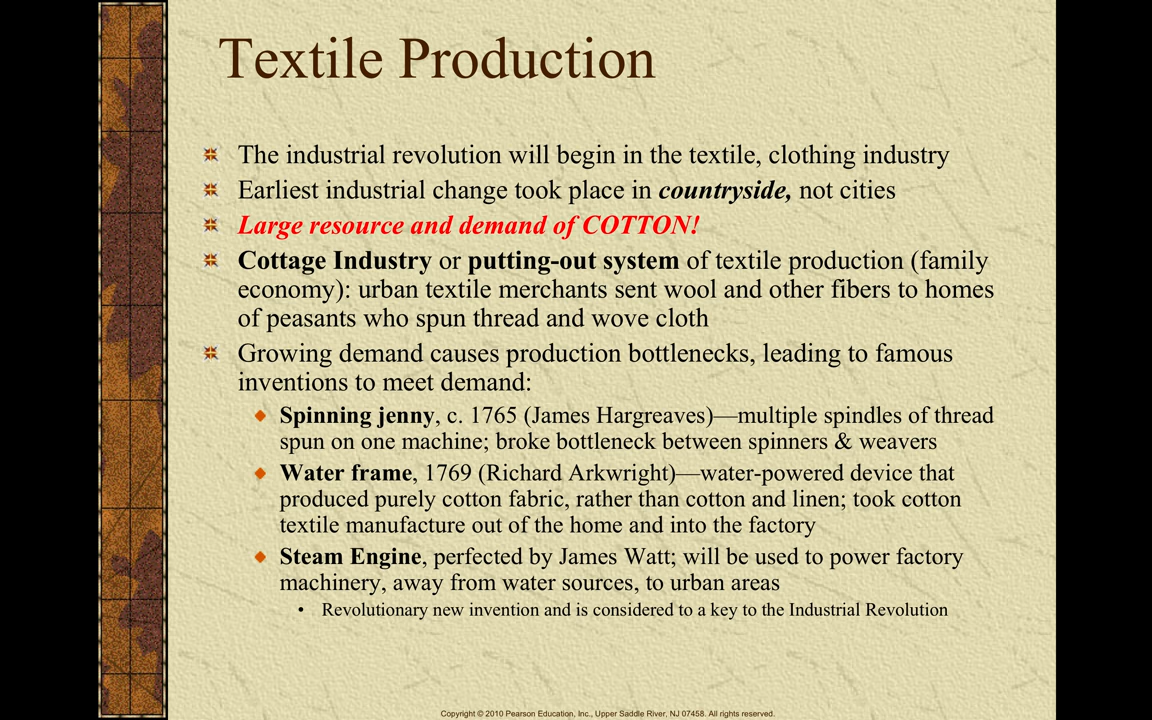 Textile Production
The industrial revolution will begin in the textile, clothing industry
Earliest industrial change took place in countryside, not cities
Large resource and demand of COTTON!
Cottage Industry or putting-out system of textile production (family
economy): urban textile merchants sent wool and other fibers to homes
of peasants who spun thread and wove cloth
Growing demand causes production bottlenecks, leading to famous
inventions to meet demand:
Spinning jenny, c. 1765 (James Hargreaves)—multiple spindles of thread
spun on one machine; broke bottleneck between spinners & weavers
Water frame, 1769 (Richard Arkwright)—water-powered device that
produced purely cotton fabric, rather than cotton and linen; took cotton
textile manufacture out of the home and into the factory
Steam Engine, perfected by James Watt; will be used to power factory
machinery, away from water sources, to urban areas
• Revolutionary new invention and is considered to a key to the Industrial Revolution
Copyright © 2010 Pearson Education, Inc., Upper Saddle River, NJ 07458. All rights reserved.